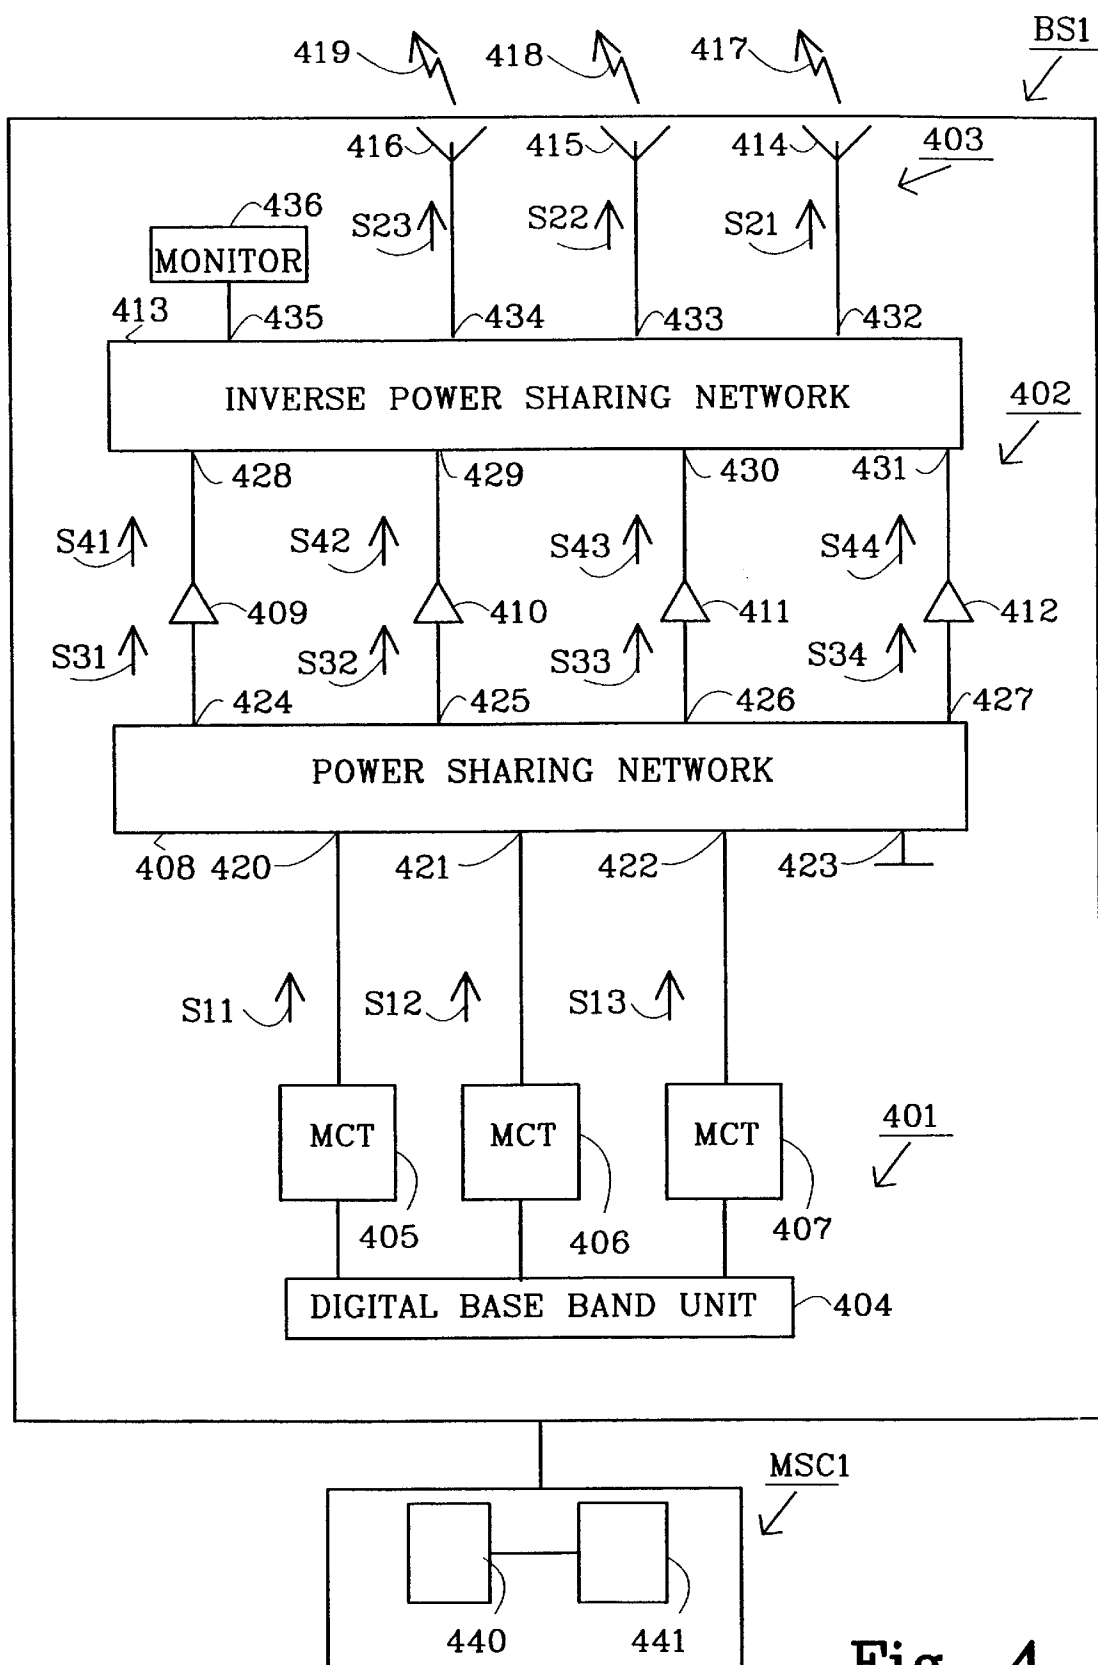 BS1
419 418 417
416 415 414 403
436
S23 S22 S21
MONITOR
413 435 434 433 432
INVERSE POWER SHARING NETWORK
402
428 429 430 431
S41 S42 S43 S44
409 410 411 412
S31 S32 S33 S34
424 425 426 427
POWER SHARING NETWORK
408 420 421 422 423
S11 S12 S13
MCT MCT MCT
401
405 406 407
DIGITAL BASE BAND UNIT 404
MSC1
440 441
Fig. 4